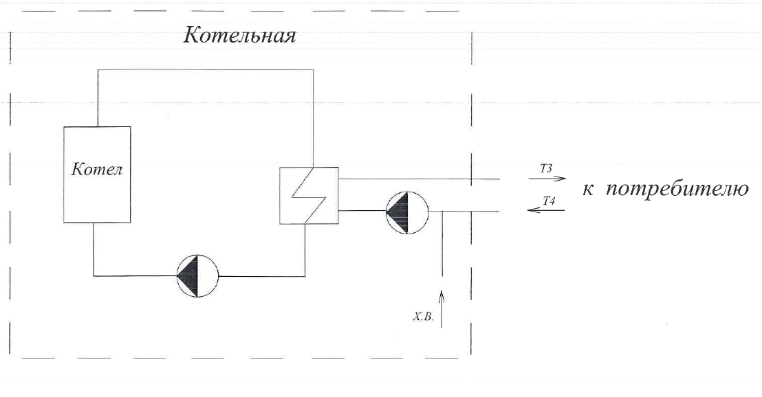 Котельная
Котел
Т3
к потребителю
Т4
Х.В.